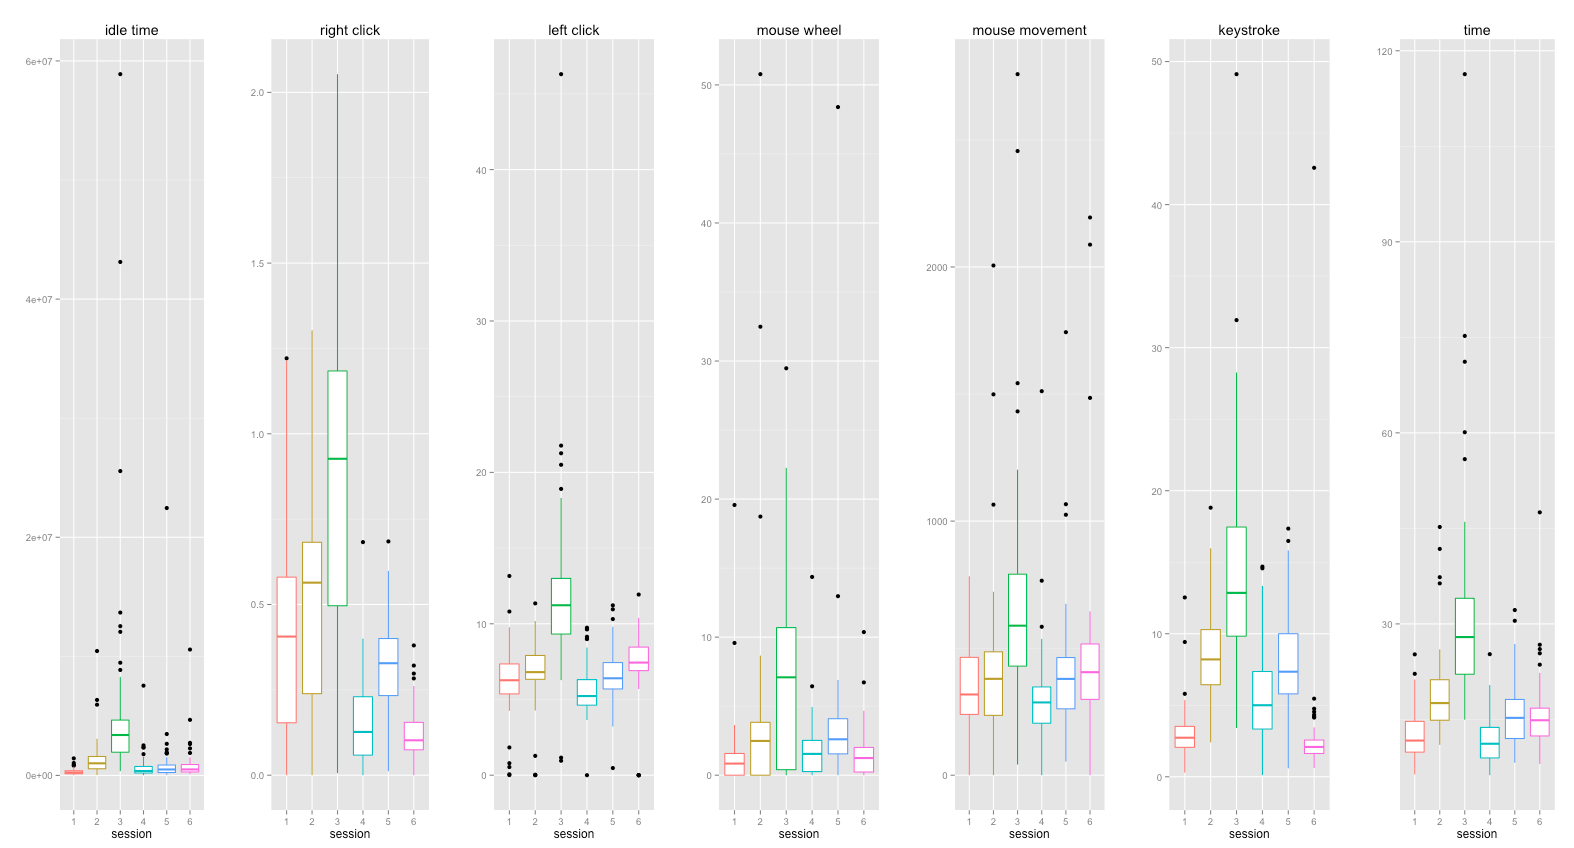 idle time
6e+07
4e+07
2e+07
0e+00
1 2 3 4 5 6
session
right click
2.0
1.5
1.0
0.5
0.0
1 2 3 4 5 6
session
left click
40
30
20
10
0
1 2 3 4 5 6
session
mouse wheel
50
40
30
20
10
0
1 2 3 4 5 6
session
mouse movement
2000
1000
0
1 2 3 4 5 6
session
keystroke
50
40
30
20
10
0
1 2 3 4 5 6
session
time
120
90
60
30
1 2 3 4 5 6
session